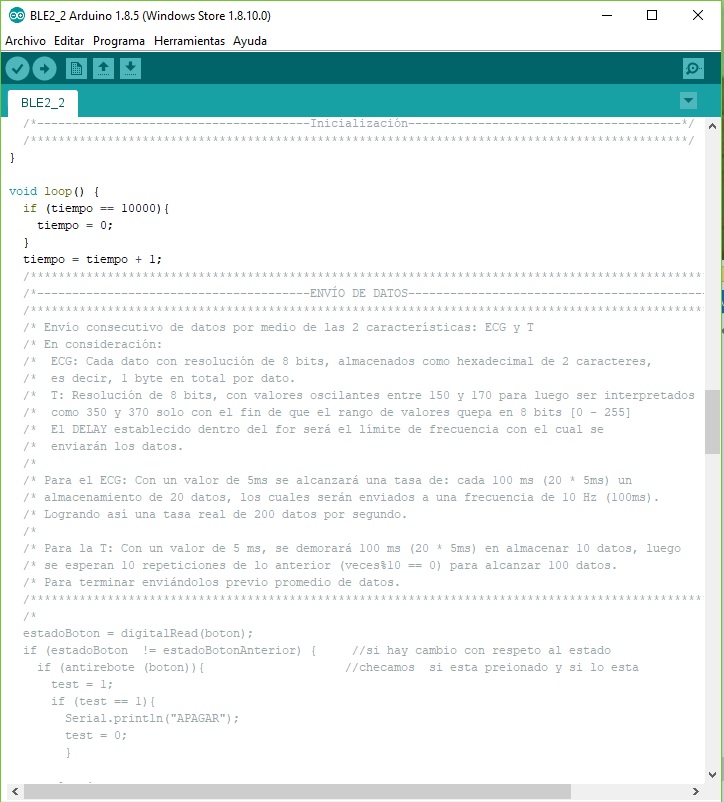 BLE2_2 Arduino 1.8.5 (Windows Store 1.8.10.0)
Archivo Editar Programa Herramientas Ayuda
BLE2_2
/*---------------------------------------Inicialización---------------------------------------*/
/*********************************************************************************************/
}
void loop() {
if (tiempo == 10000){
tiempo = 0;
}
tiempo = tiempo + 1;
/************************************************************************************************
/*---------------------------------------ENVÍO DE DATOS------------------------------------------
/************************************************************************************************
/* Envío consecutivo de datos por medio de las 2 características: ECG y T
/* En consideración:
/*  ECG: Cada dato con resolución de 8 bits, almacenados como hexadecimal de 2 caracteres,
/*  es decir, 1 byte en total por dato.
/*  T: Resolución de 8 bits, con valores oscilantes entre 150 y 170 para luego ser interpretados
/*  como 350 y 370 solo con el fin de que el rango de valores quepa en 8 bits [0 - 255]
/*  El DELAY establecido dentro del for será el límite de frecuencia con el cual se
/*  enviarán los datos.
/*
/* Para el ECG: Con un valor de 5ms se alcanzará una tasa de: cada 100 ms (20 * 5ms) un
/* almacenamiento de 20 datos, los cuales serán enviados a una frecuencia de 10 Hz (100ms).
/* Logrando así una tasa real de 200 datos por segundo.
/*
/* Para la T: Con un valor de 5 ms, se demorará 100 ms (20 * 5ms) en almacenar 10 datos, luego
/* se esperan 10 repeticiones de lo anterior (veces%10 == 0) para alcanzar 100 datos.
/* Para terminar enviándolos previo promedio de datos.
/************************************************************************************************
/*
estadoBoton = digitalRead(boton);
if (estadoBoton  != estadoBotonAnterior) {     //si hay cambio con respeto al estado
if (antirebote (boton)){                    //checamos  si esta preionado y si lo esta
test = 1;
if (test == 1){
Serial.println("APAGAR");
test = 0;
}